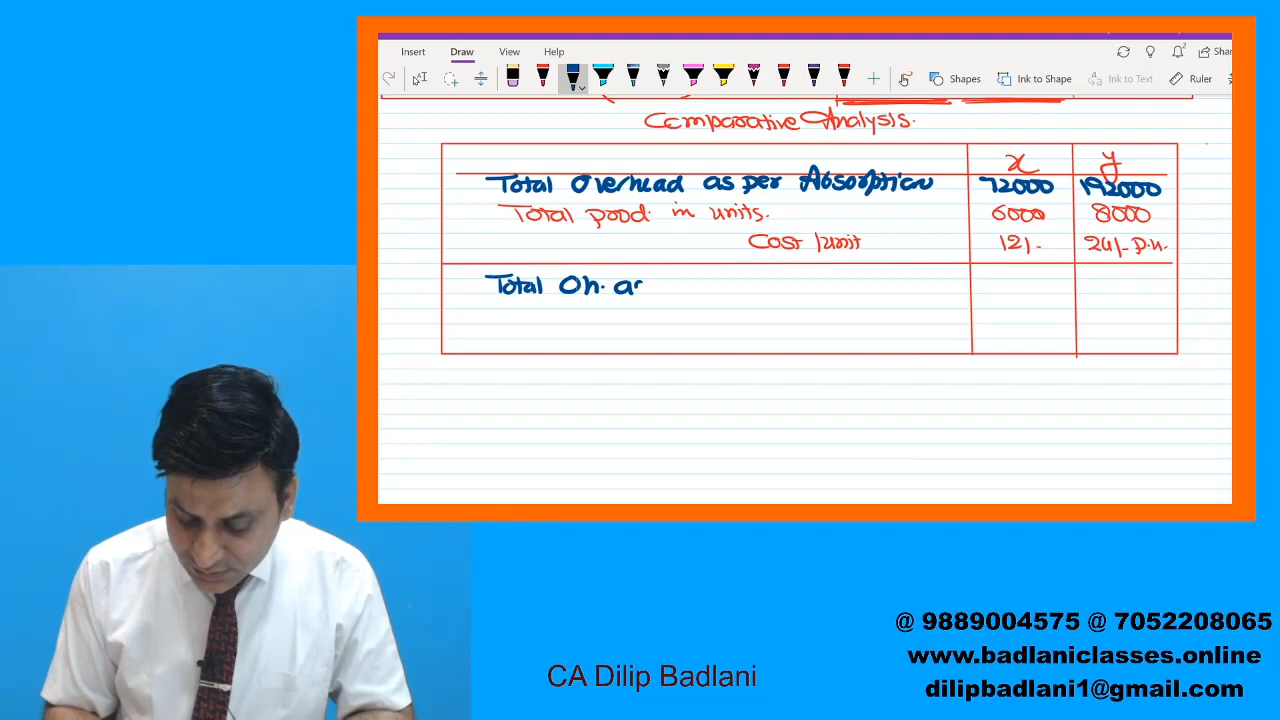 Insert Draw View Help
Shar
Shapes Ink to Shape Ink to Text Ruler
Comparative Analysis.
x y
Total Overhead as per Absorption 72000 192000
Total prod. in units. 6000 8000
Cost /unit 12/- 24/- p.u.
Total Oh. as
@ 9889004575 @ 7052208065
www.badlaniclasses.online
CA Dilip Badlani
dilipbadlani1@gmail.com